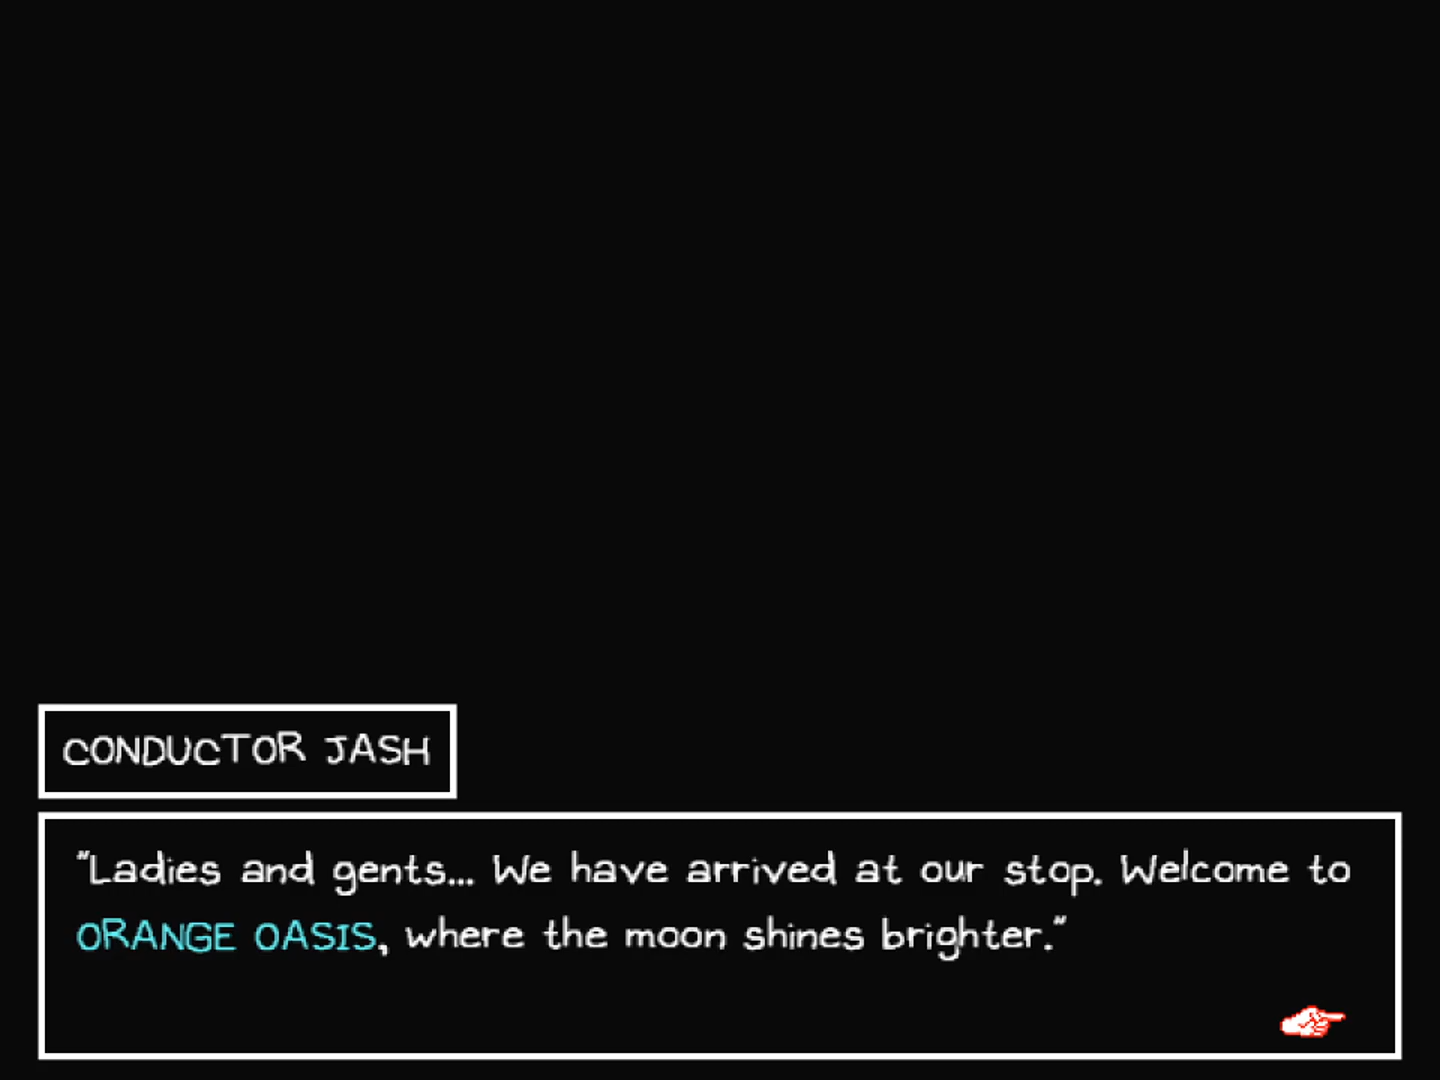 CONDUCTOR JASH
"Ladies and gents... We have arrived at our stop. Welcome to
ORANGE OASIS, where the moon shines brighter."